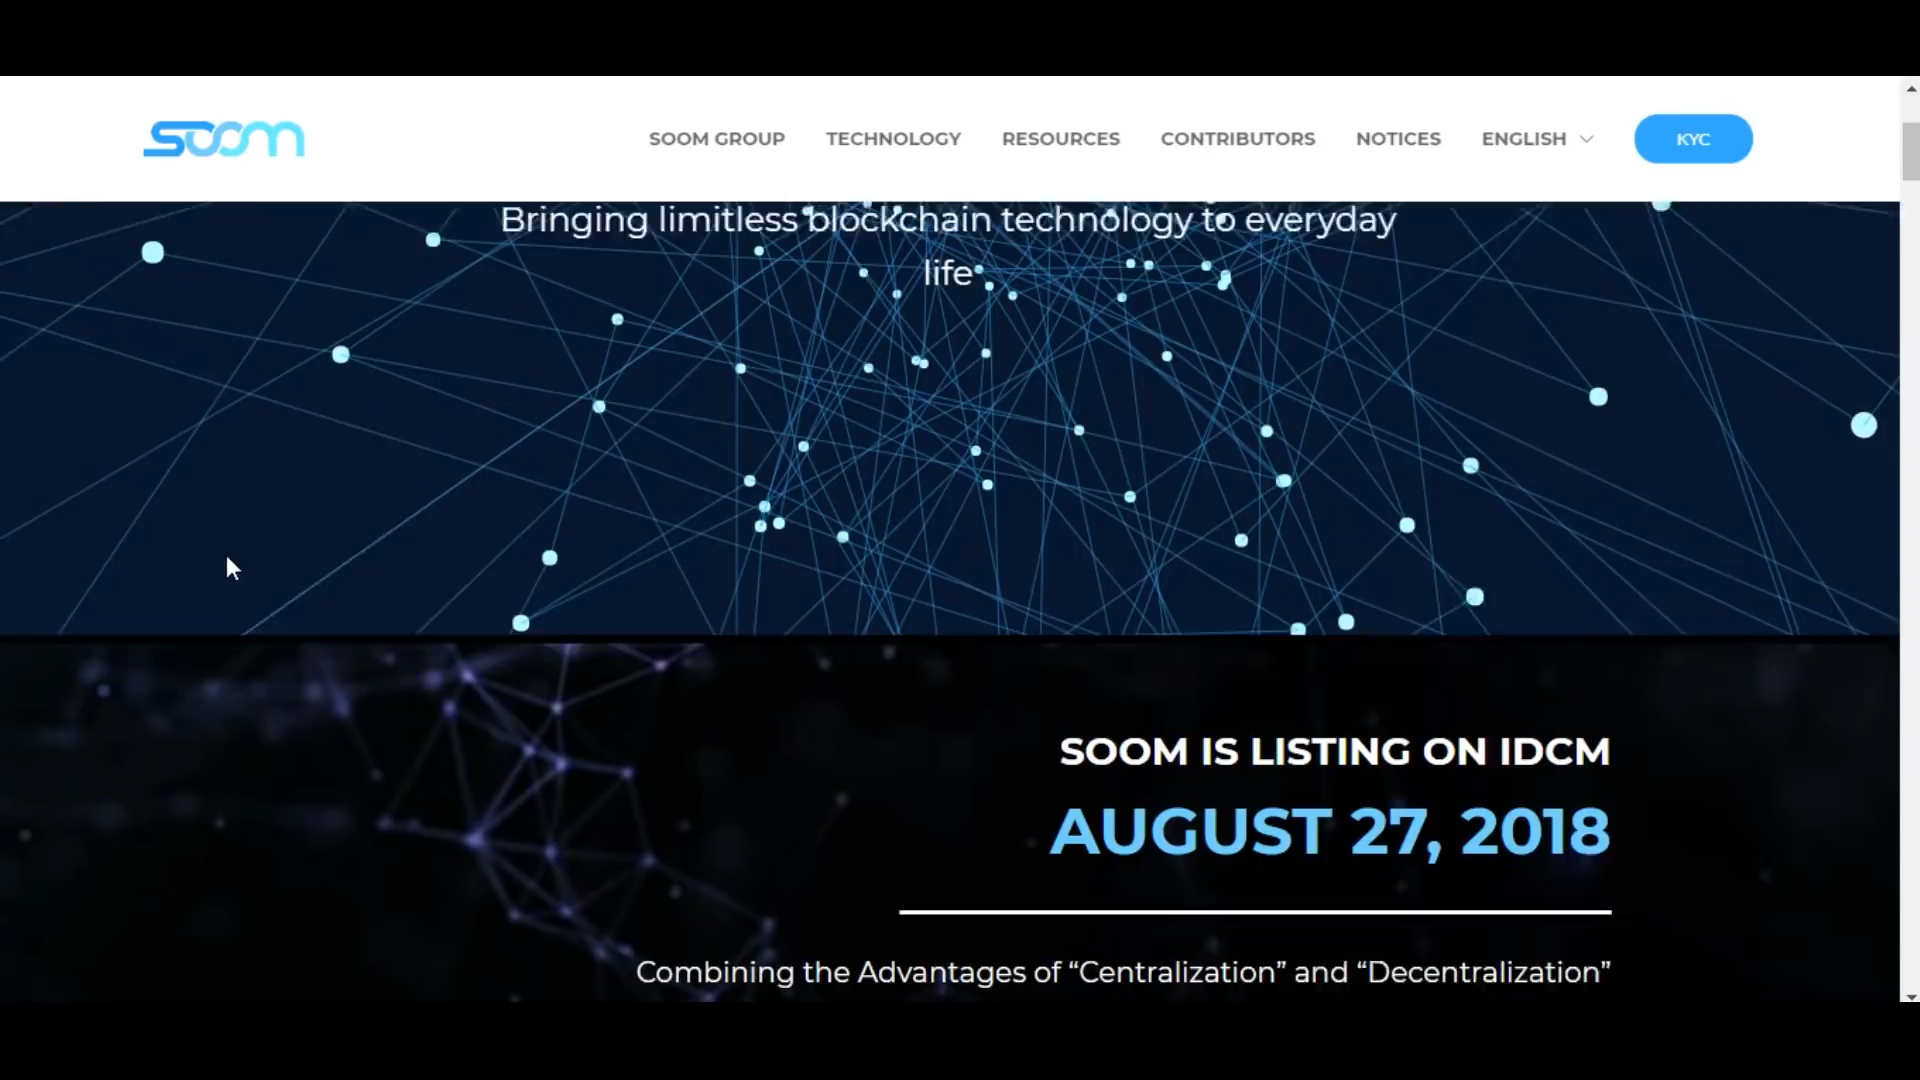 soom
SOOM GROUP
TECHNOLOGY
RESOURCES
CONTRIBUTORS
NOTICES
ENGLISH
KYC
Bringing limitless blockchain technology to everyday
life
SOOM IS LISTING ON IDCM
AUGUST 27, 2018
Combining the Advantages of “Centralization” and “Decentralization”